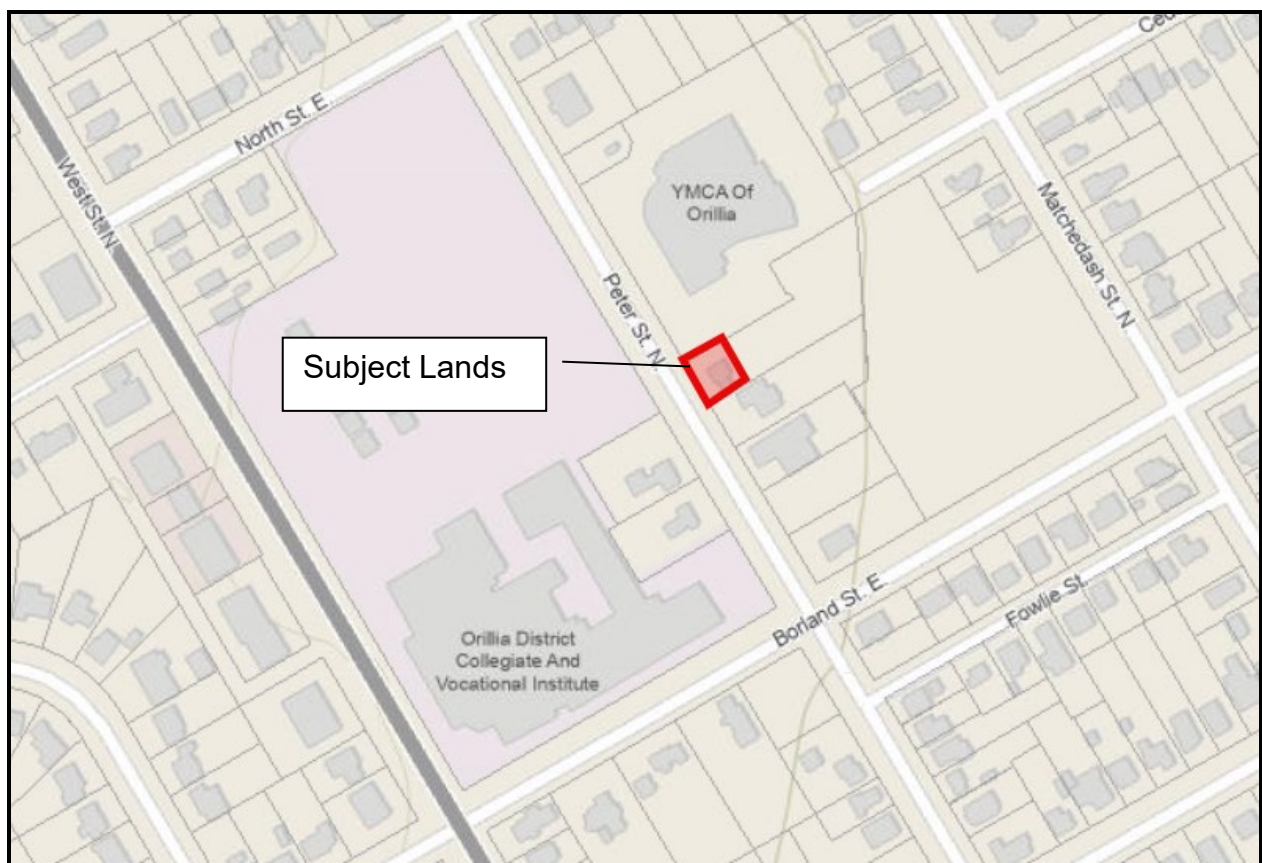 Ced
North St. E.
West St. N
YMCA Of
Orillia
Matchedash St. N.
Peter St. N.
Subject Lands
Fowlie St.
Borland St. E.
Orillia District
Collegiate And
Vocational Institute